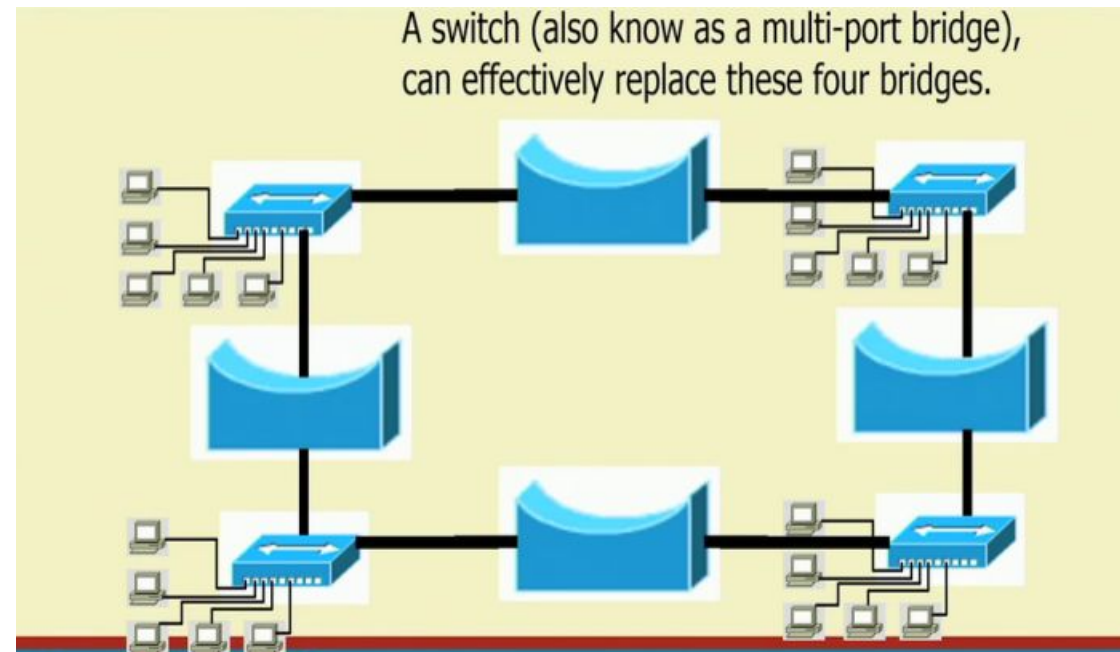 A switch (also know as a multi-port bridge),
can effectively replace these four bridges.